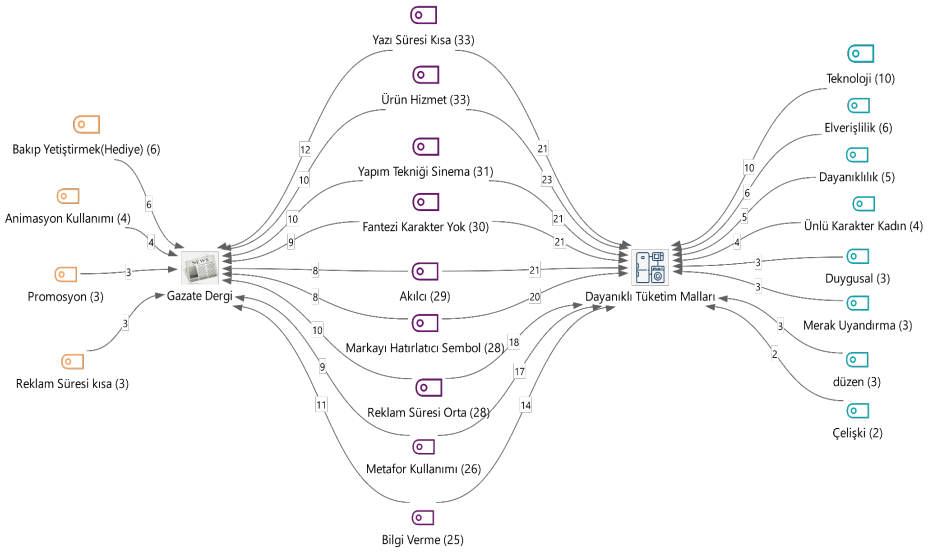 Yazı Süresi Kısa (33)
Ürün Hizmet (33)
Yapım Tekniği Sinema (31)
Fantezi Karakter Yok (30)
Akılcı (29)
Markayı Hatırlatıcı Sembol (28)
Reklam Süresi Orta (28)
Metafor Kullanımı (26)
Bilgi Verme (25)
Bakıp Yetiştirmek(Hediye) (6)
Animasyon Kullanımı (4)
Promosyon (3)
Reklam Süresi kısa (3)
NEWS
Gazate Dergi
Dayanıklı Tüketim Malları
Teknoloji (10)
Elverişlilik (6)
Dayanıklılık (5)
Ünlü Karakter Kadın (4)
Duygusal (3)
Merak Uyandırma (3)
düzen (3)
Çelişki (2)
6
4
3
3
12
10
10
9
8
8
10
9
11
21
23
21
21
21
20
18
17
14
10
6
5
4
3
3
3
2